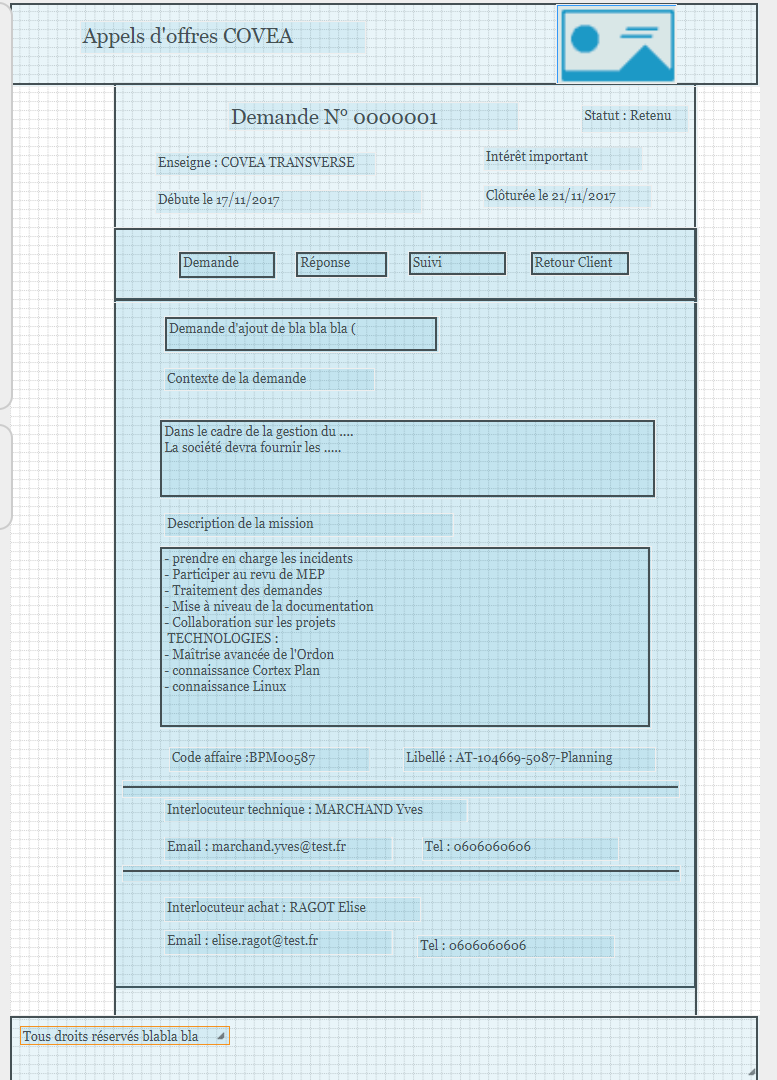 Appels d'offres COVEA
Demande N° 0000001
Statut : Retenu
Enseigne : COVEA TRANSVERSE
Intérêt important
Débute le 17/11/2017
Clôturée le 21/11/2017
Demande
Réponse
Suivi
Retour Client
Demande d'ajout de bla bla bla (
Contexte de la demande
Dans le cadre de la gestion du ....
La société devra fournir les .....
Description de la mission
- prendre en charge les incidents
- Participer au revu de MEP
- Traitement des demandes
- Mise à niveau de la documentation
- Collaboration sur les projets
TECHNOLOGIES :
- Maîtrise avancée de l'Ordon
- connaissance Cortex Plan
- connaissance Linux
Code affaire :BPM00587
Libellé : AT-104669-5087-Planning
Interlocuteur technique : MARCHAND Yves
Email : marchand.yves@test.fr
Tel : 0606060606
Interlocuteur achat : RAGOT Elise
Email : elise.ragot@test.fr
Tel : 0606060606
Tous droits réservés blabla bla